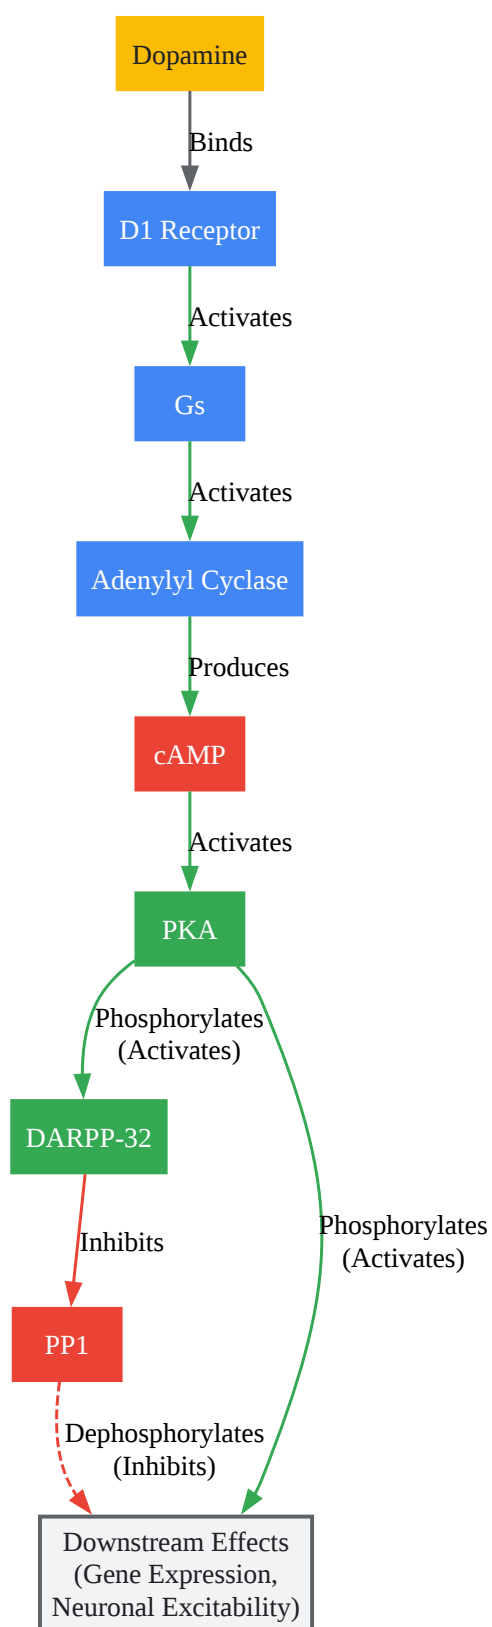 Dopamine
Binds
D1 Receptor
Activates
Gs
Activates
Adenylyl Cyclase
Produces
cAMP
Activates
PKA
Phosphorylates
(Activates)
DARPP-32
Phosphorylates
(Activates)
Inhibits
PP1
Dephosphorylates
(Inhibits)
Downstream Effects
(Gene Expression,
Neuronal Excitability)